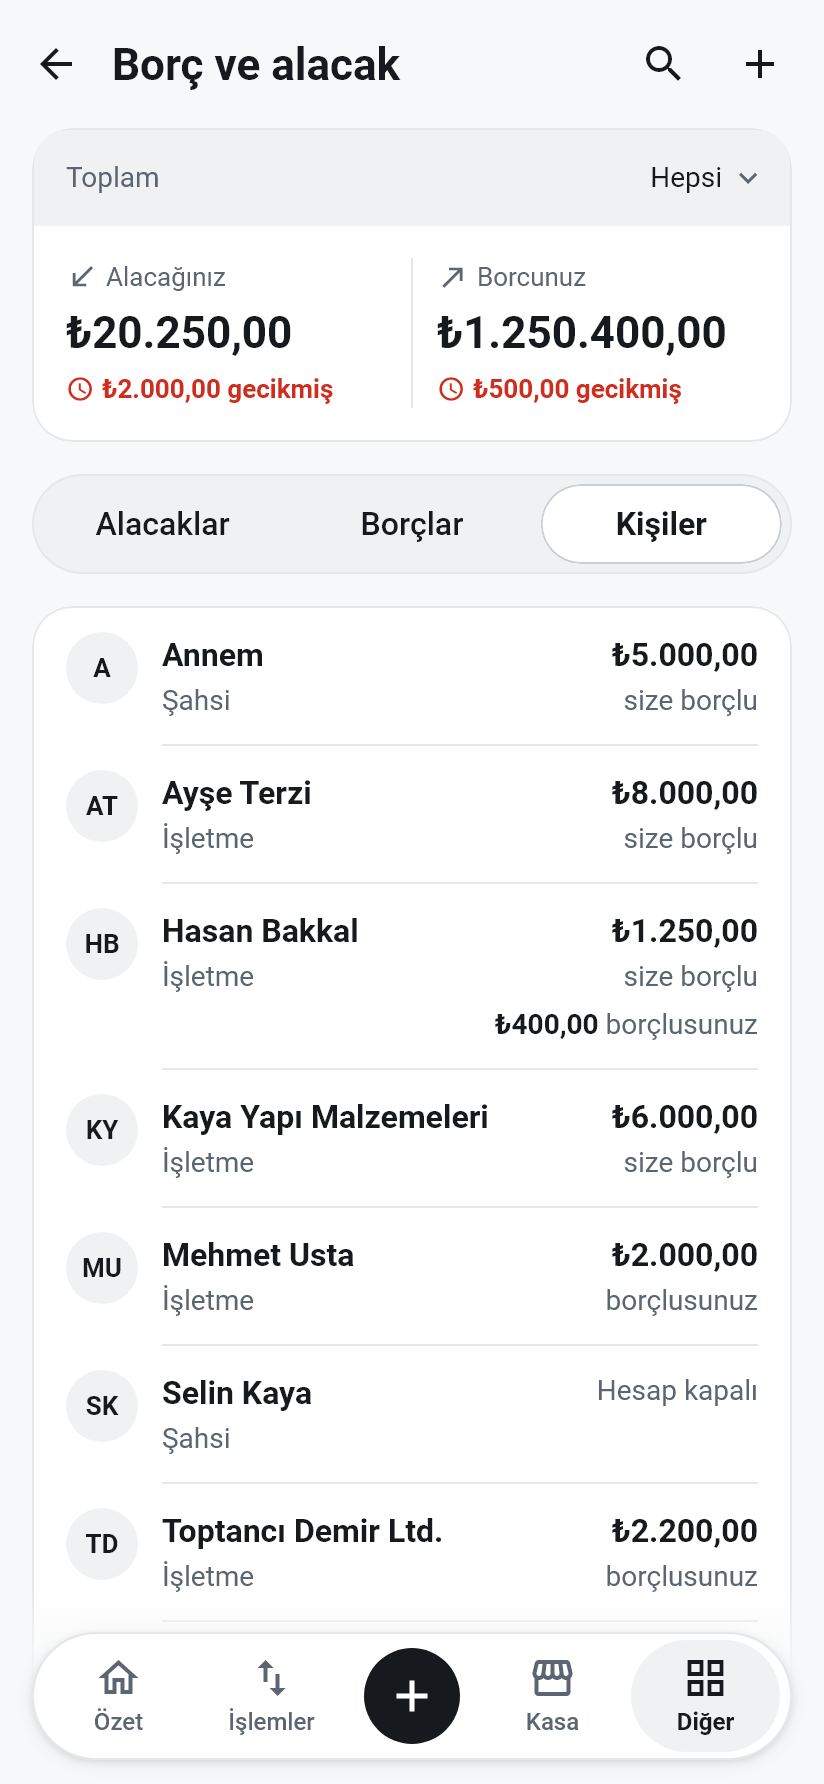 Borç ve alacak
Toplam
Hepsi
Alacağınız
₺20.250,00
₺2.000,00 gecikmiş
Borcunuz
₺1.250.400,00
₺500,00 gecikmiş
Alacaklar
Borçlar
Kişiler
A
Annem
₺5.000,00
Şahsi
size borçlu
AT
Ayşe Terzi
₺8.000,00
İşletme
size borçlu
HB
Hasan Bakkal
₺1.250,00
İşletme
size borçlu
₺400,00 borçlusunuz
KY
Kaya Yapı Malzemeleri
₺6.000,00
İşletme
size borçlu
MU
Mehmet Usta
₺2.000,00
İşletme
borçlusunuz
SK
Selin Kaya
Hesap kapalı
Şahsi
TD
Toptancı Demir Ltd.
₺2.200,00
İşletme
borçlusunuz
Özet
İşlemler
Kasa
Diğer